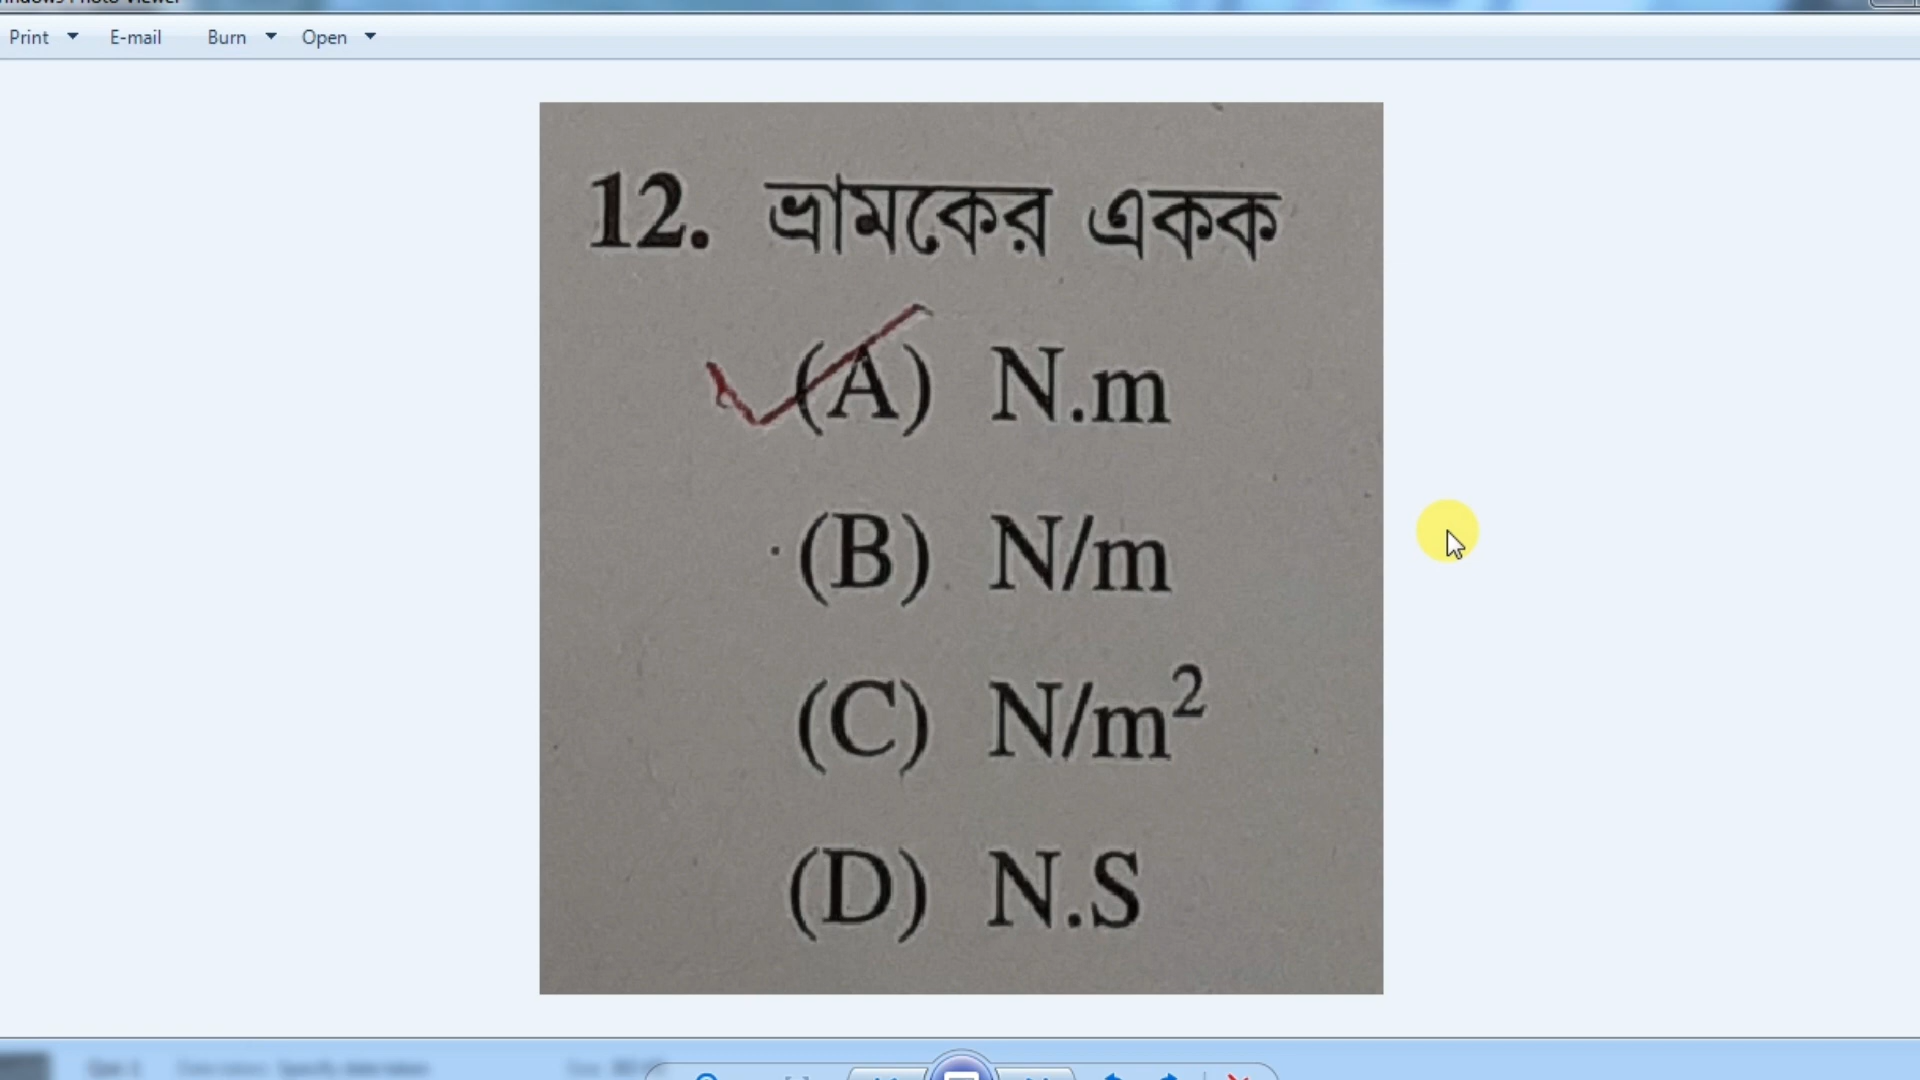 Print E-mail Burn Open
12. ভ্রামকের একক
(A) N.m
(B) N/m
(C) N/m²
(D) N.S